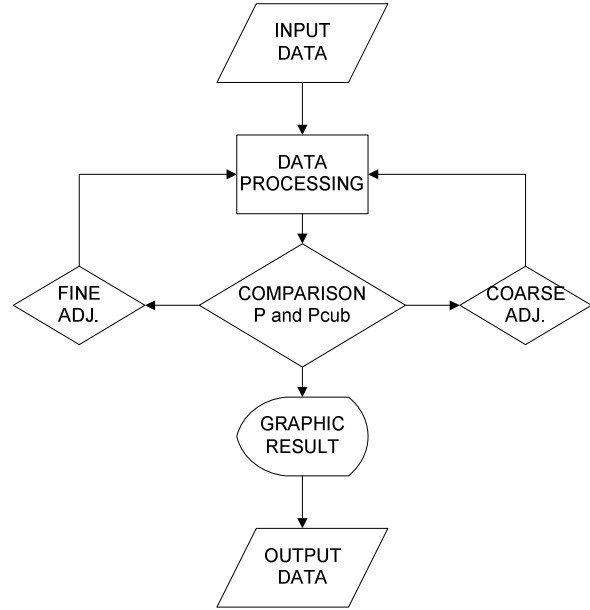 INPUT
DATA
DATA
PROCESSING
FINE
ADJ.
COMPARISON
P and Pcub
COARSE
ADJ.
GRAPHIC
RESULT
OUTPUT
DATA